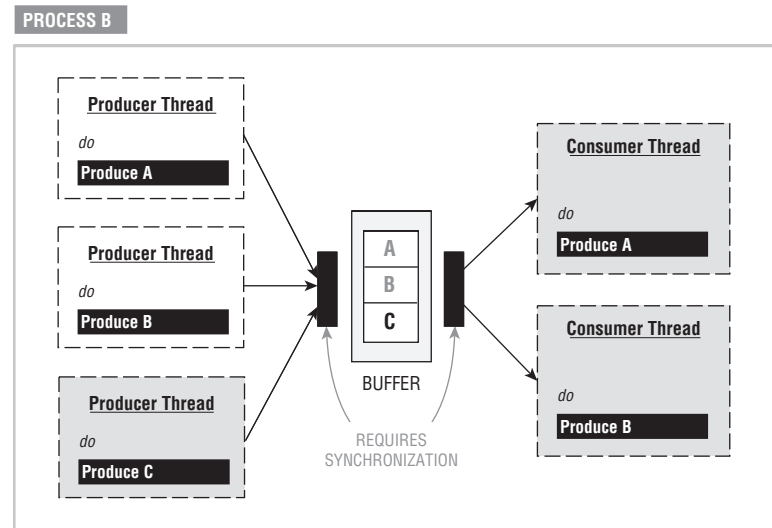 PROCESS B
Producer Thread
do
Produce A
Producer Thread
do
Produce B
Producer Thread
do
Produce C
A
B
C
BUFFER
REQUIRES
SYNCHRONIZATION
Consumer Thread
do
Produce A
Consumer Thread
do
Produce B